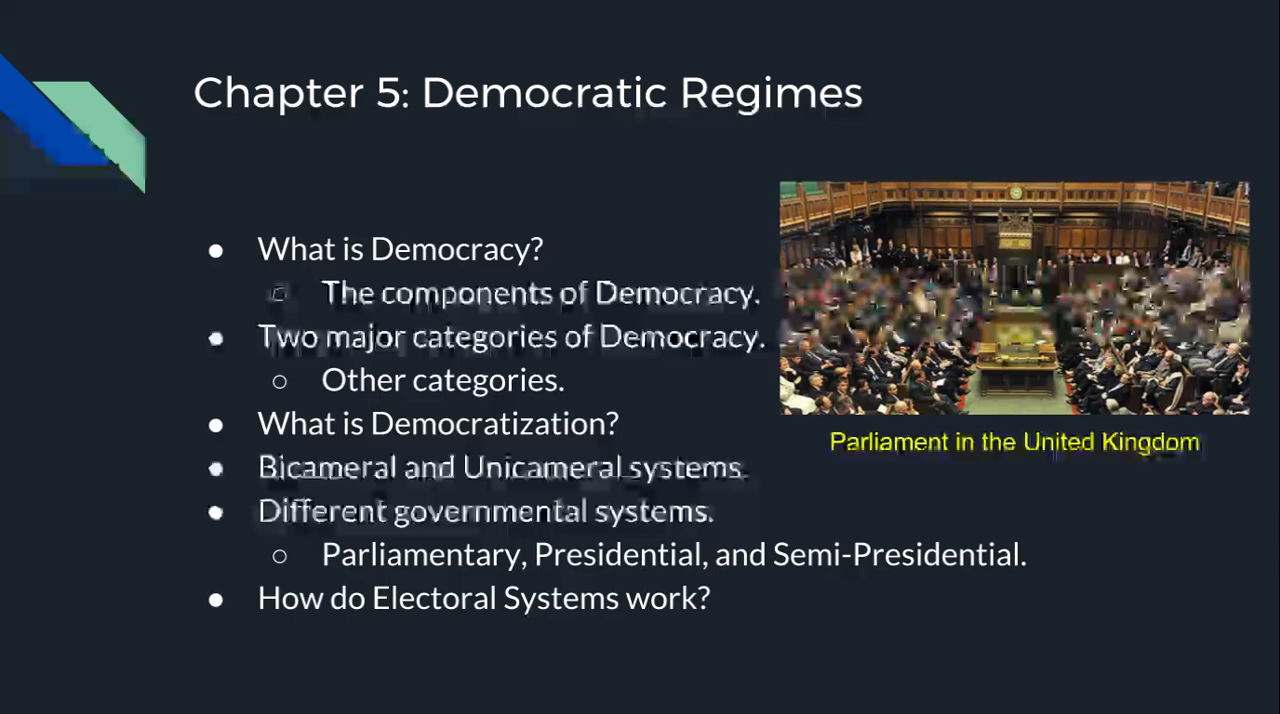 Chapter 5: Democratic Regimes
● What is Democracy?
○ The components of Democracy.
● Two major categories of Democracy.
○ Other categories.
● What is Democratization?
● Bicameral and Unicameral systems.
● Different governmental systems.
○ Parliamentary, Presidential, and Semi-Presidential.
● How do Electoral Systems work?
Parliament in the United Kingdom